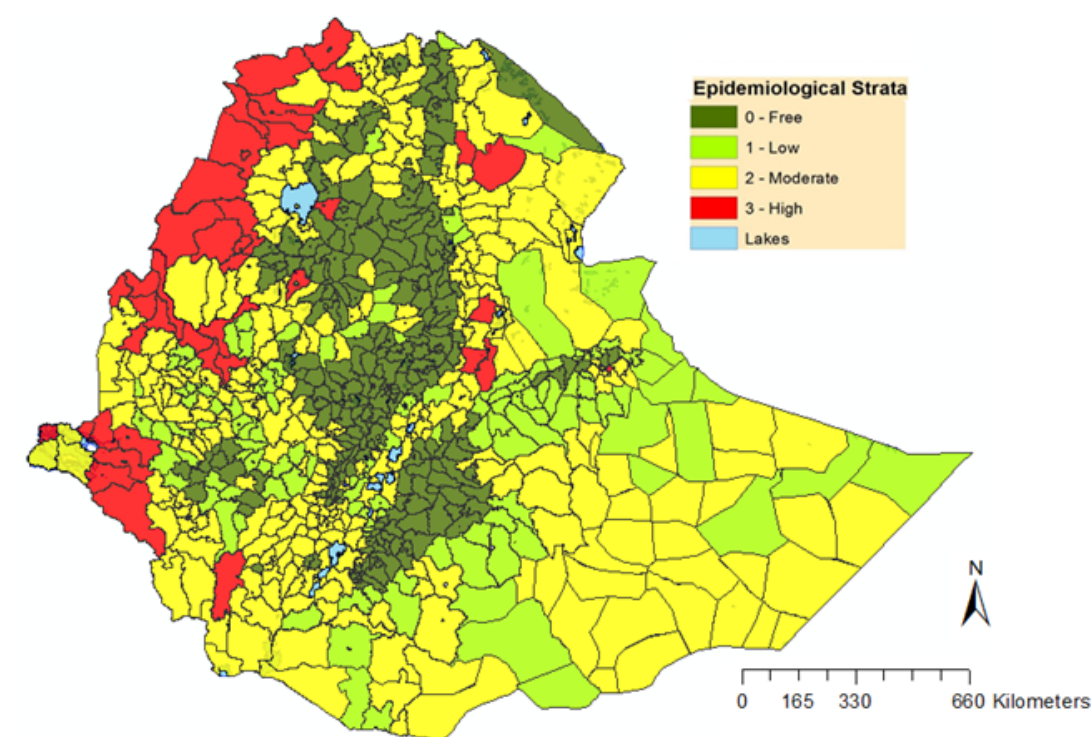 Epidemiological Strata
0 - Free
1 - Low
2 - Moderate
3 - High
Lakes
N
0 165 330 660 Kilometers